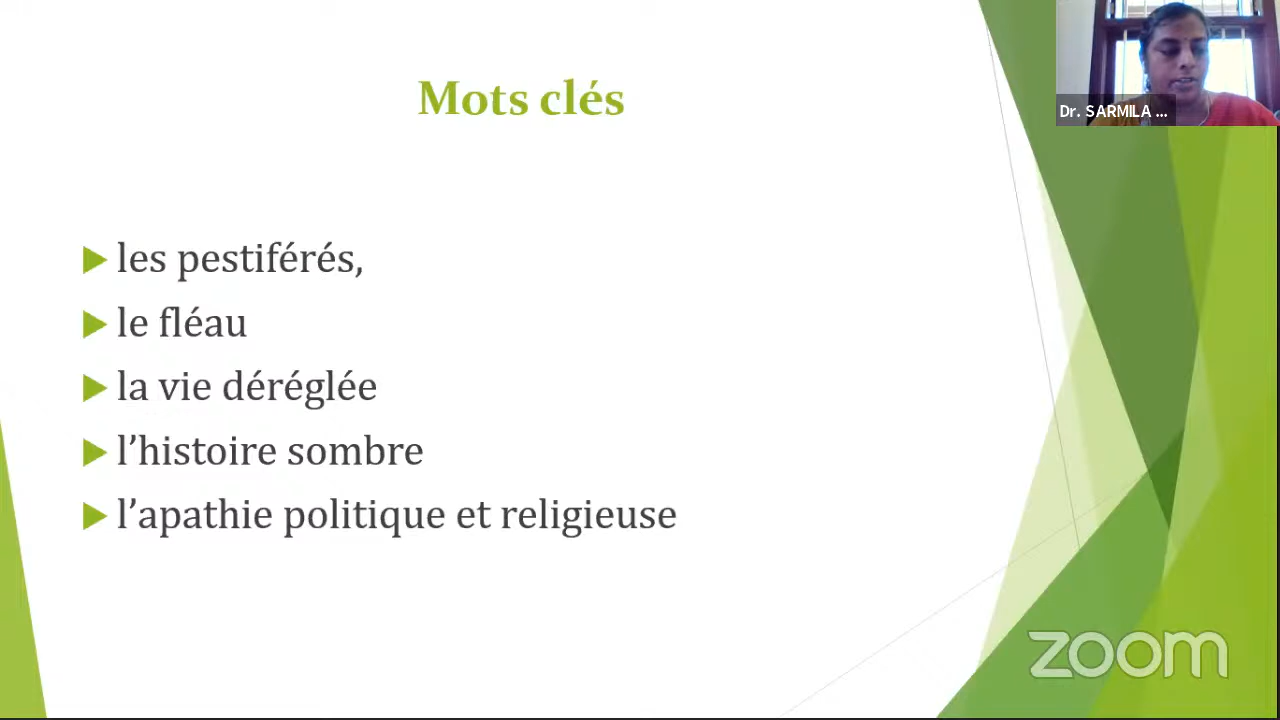 Mots clés
les pestiférés,
le fléau
la vie déréglée
l’histoire sombre
l’apathie politique et religieuse
Dr. SARMILA ...
zoom